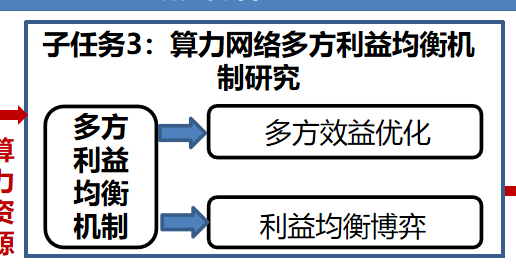 子任务3：算力网络多方利益均衡机
制研究
多方
利益
均衡
机制
多方效益优化
利益均衡博弈
算
力
资
源